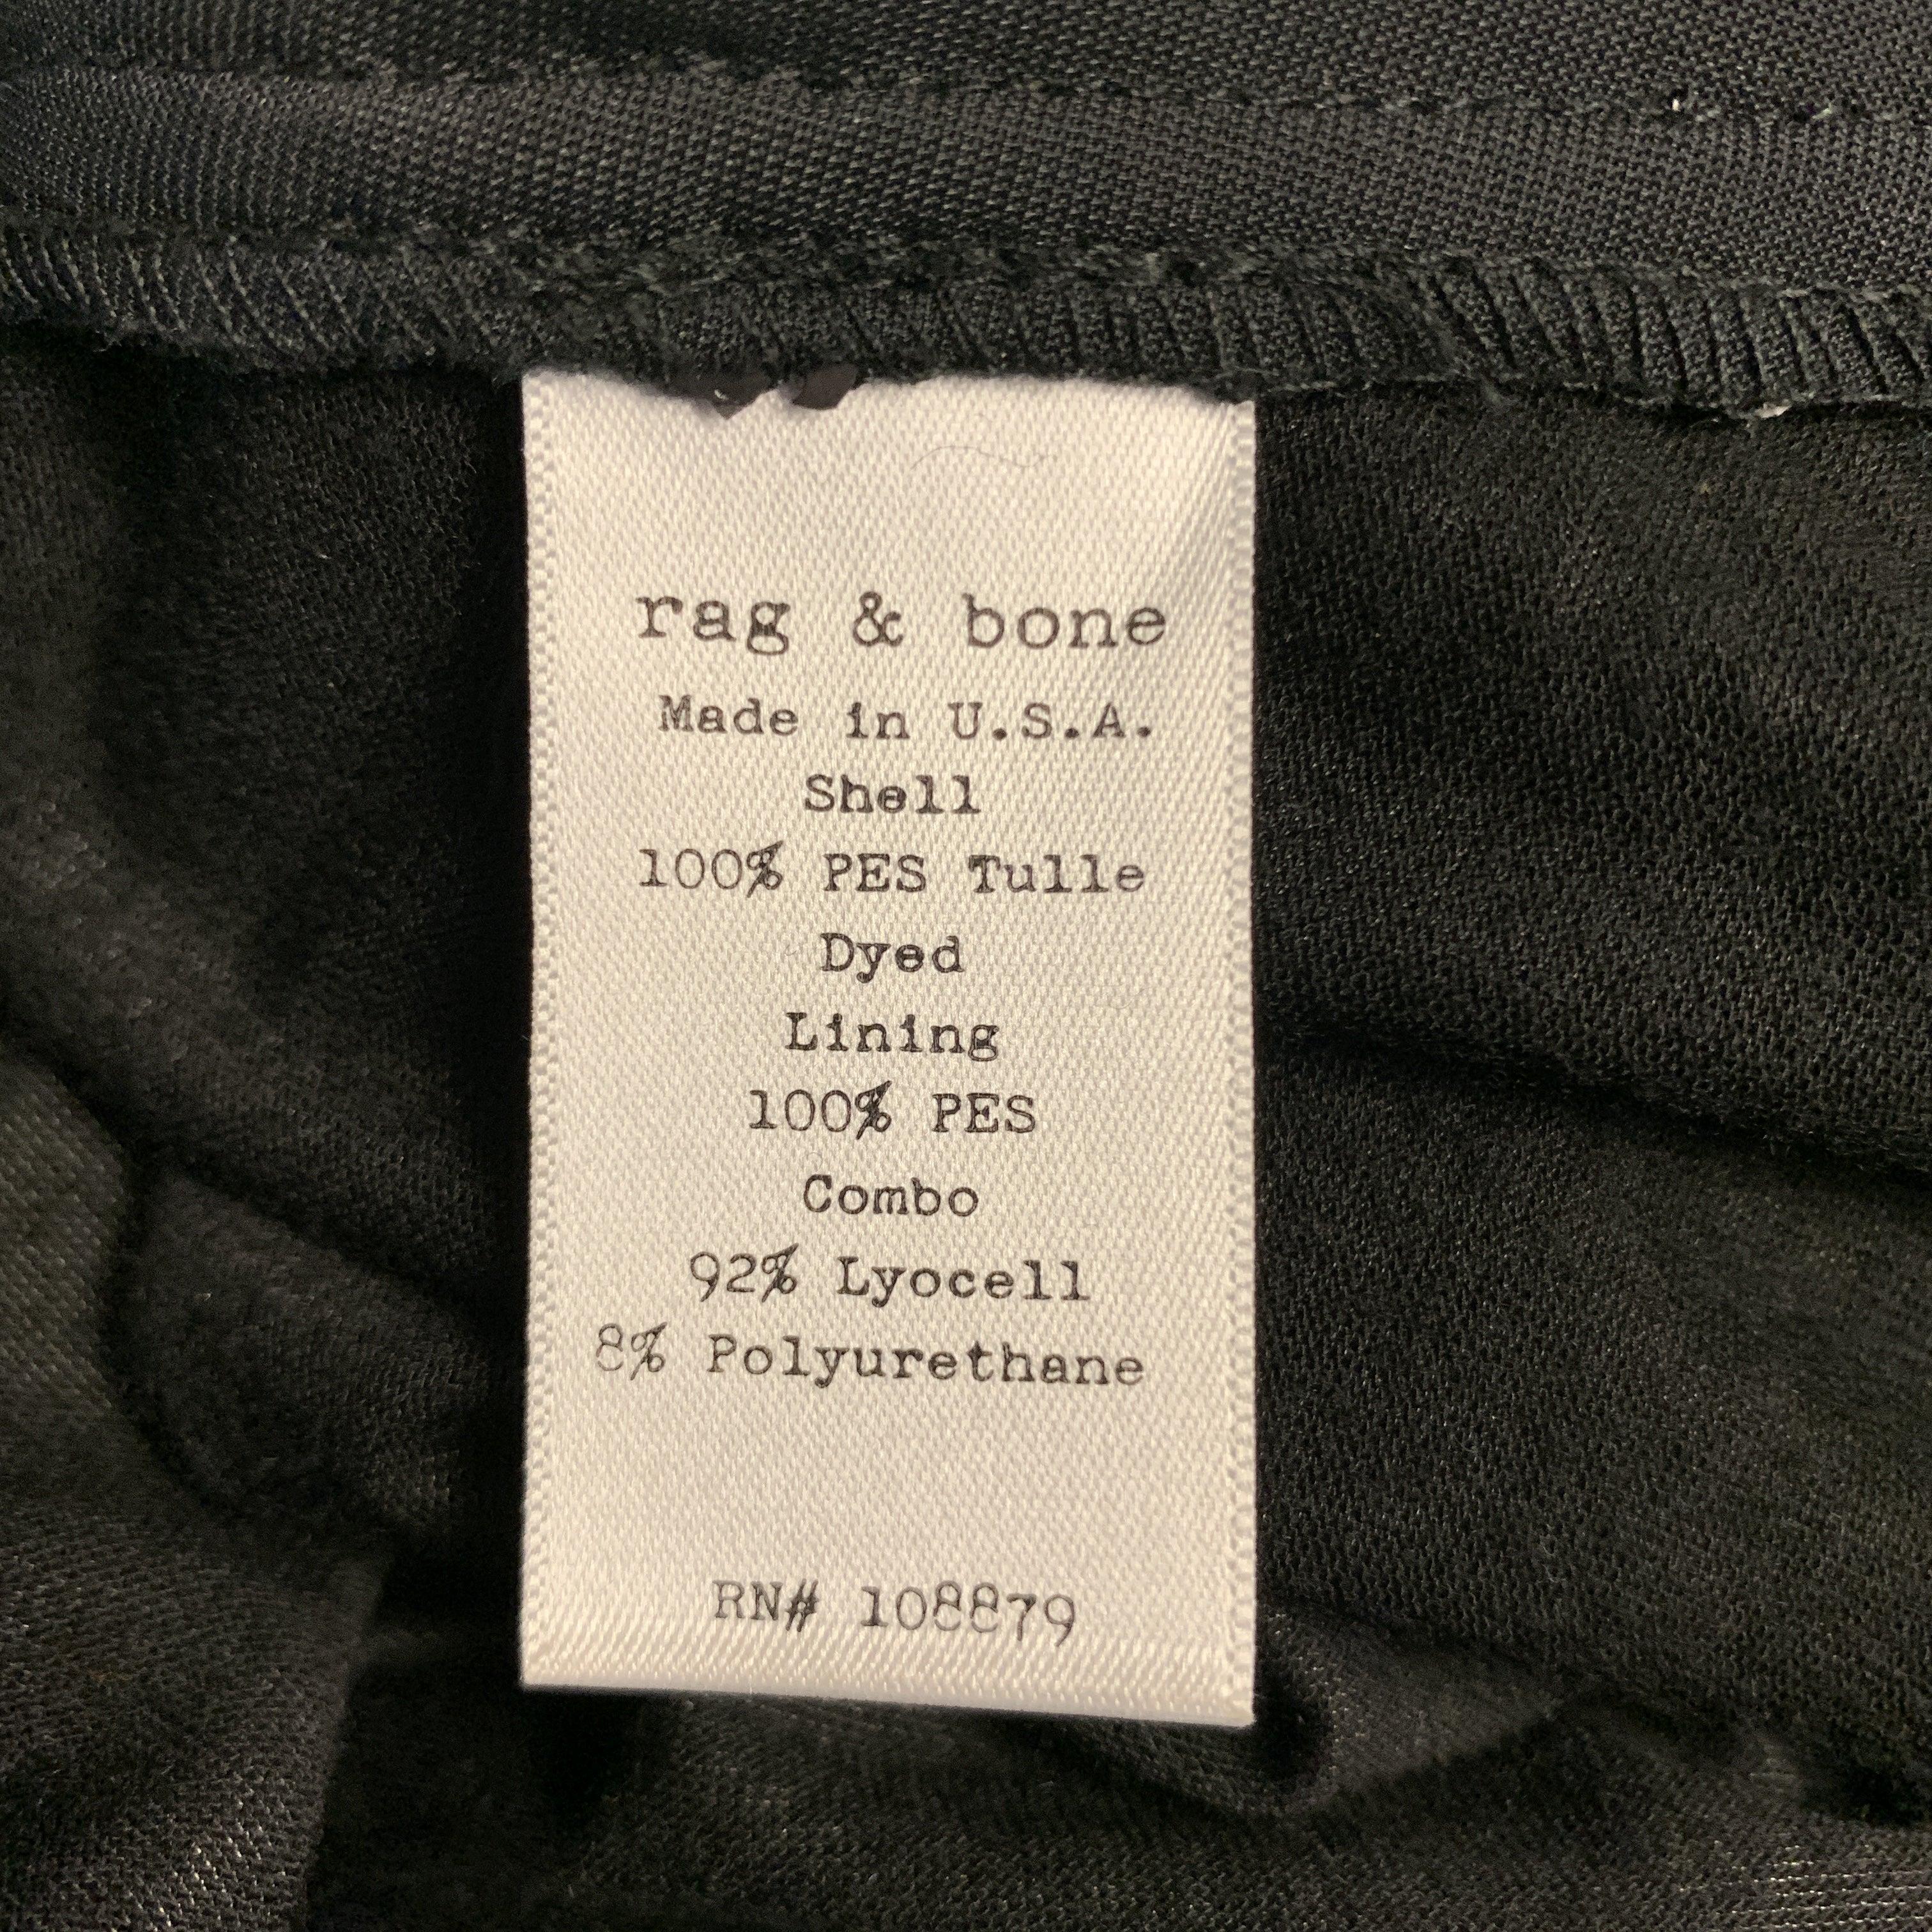 rag & bone
Made in U.S.A.
Shell
100% PES Tulle
Dyed
Lining
100% PES
Combo
92% Lyocell
8% Polyurethane
RN# 108879